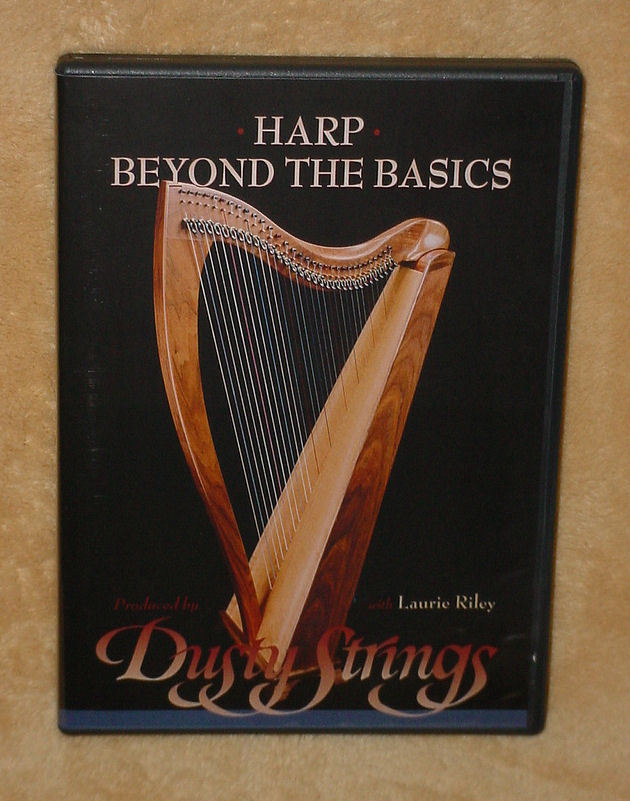 · HARP ·
BEYOND THE BASICS
Produced by
with Laurie Riley
Dusty Strings